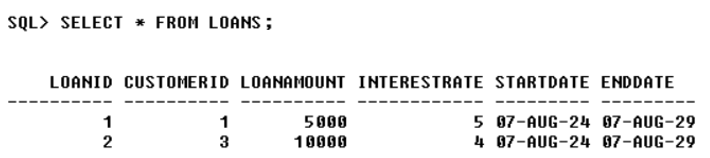 SQL> SELECT * FROM LOANS;
LOANID CUSTOMERID LOANAMOUNT INTERESTRATE STARTDATE ENDDATE
---------- ---------- ---------- ------------ --------- ---------
1 1 5000 5 07-AUG-24 07-AUG-29
2 3 10000 4 07-AUG-24 07-AUG-29